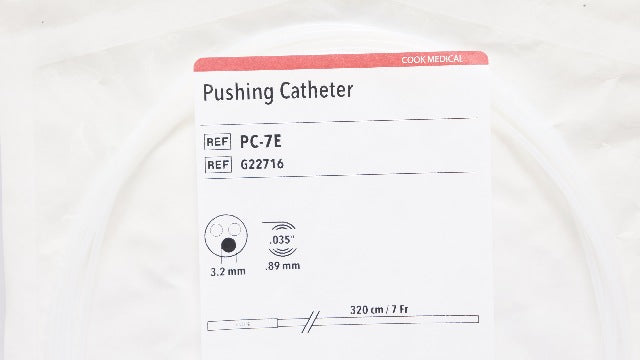 COOK MEDICAL
Pushing Catheter
REF PC-7E
REF G22716
.035"
3.2 mm .89 mm
320 cm / 7 Fr